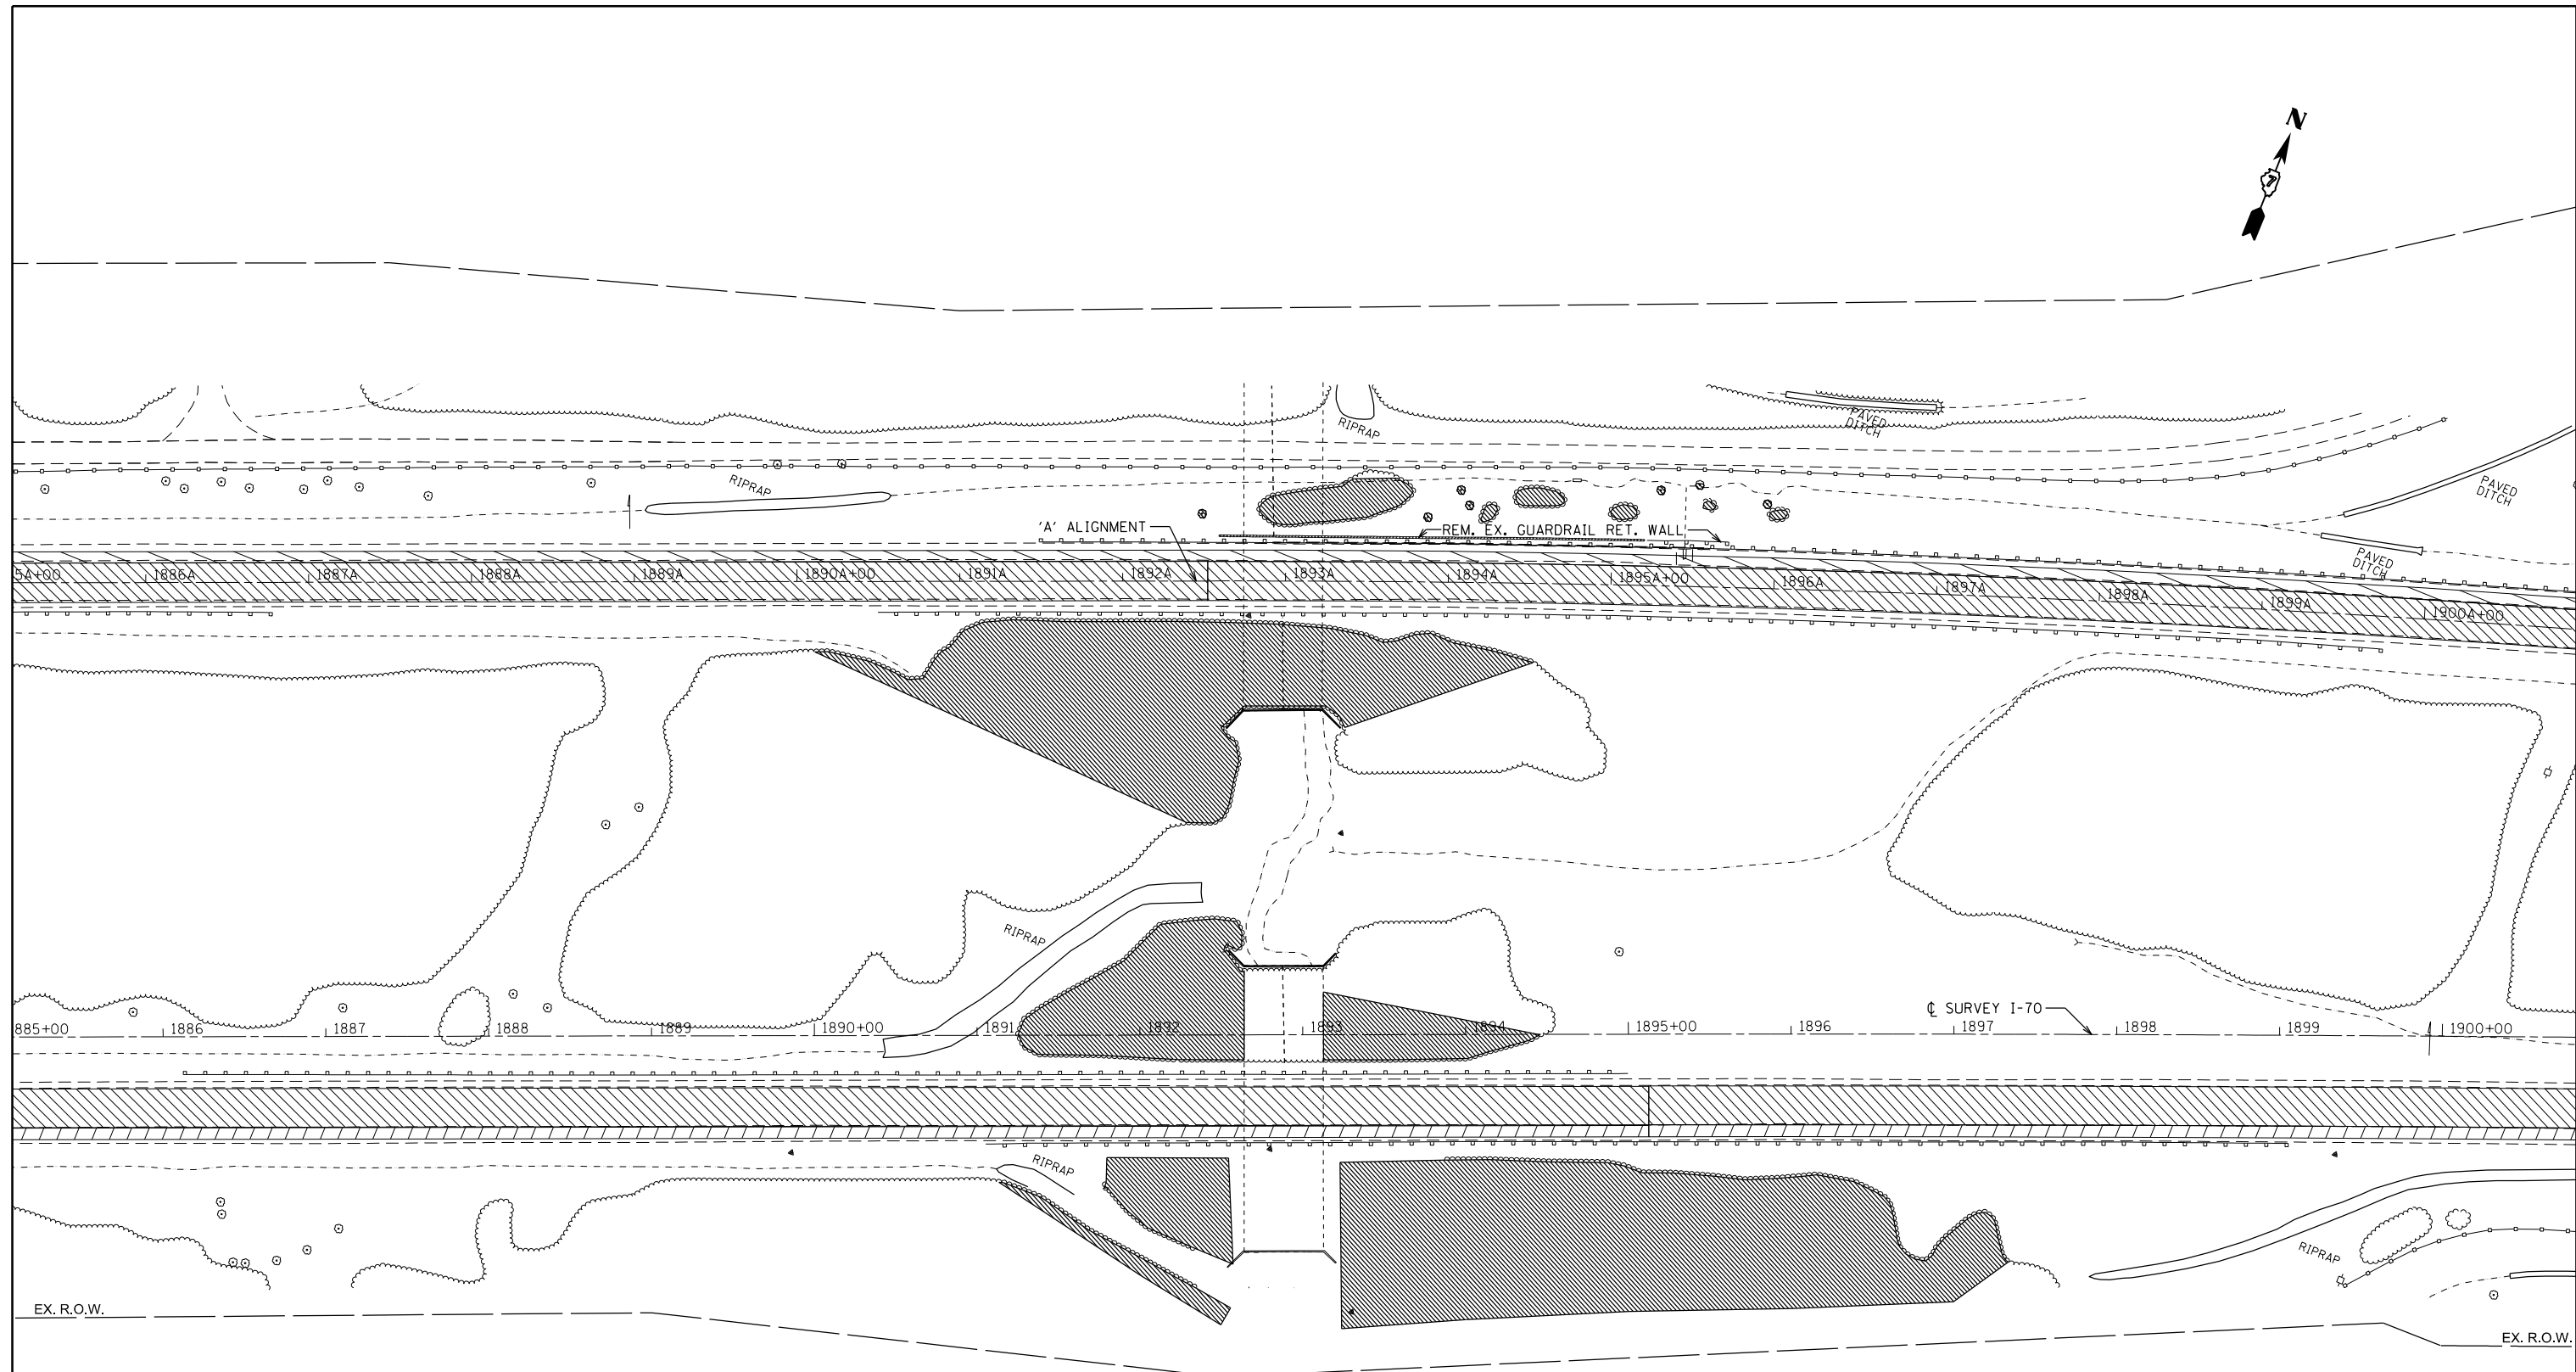 N
7
RIPRAP
PAVED
DITCH
RIPRAP
PAVED
DITCH
'A' ALIGNMENT
REM. EX. GUARDRAIL RET. WALL
PAVED
DITCH
5A+00
1886A
1887A
1888A
1889A
1890A+00
1891A
1892A
1893A
1894A
1895A+00
1896A
1897A
1898A
1899A
1900A+00
RIPRAP
℄ SURVEY I-70
885+00
1886
1887
1888
1889
1890+00
1891
1892
1893
1894
1895+00
1896
1897
1898
1899
1900+00
RIPRAP
RIPRAP
EX. R.O.W.
EX. R.O.W.